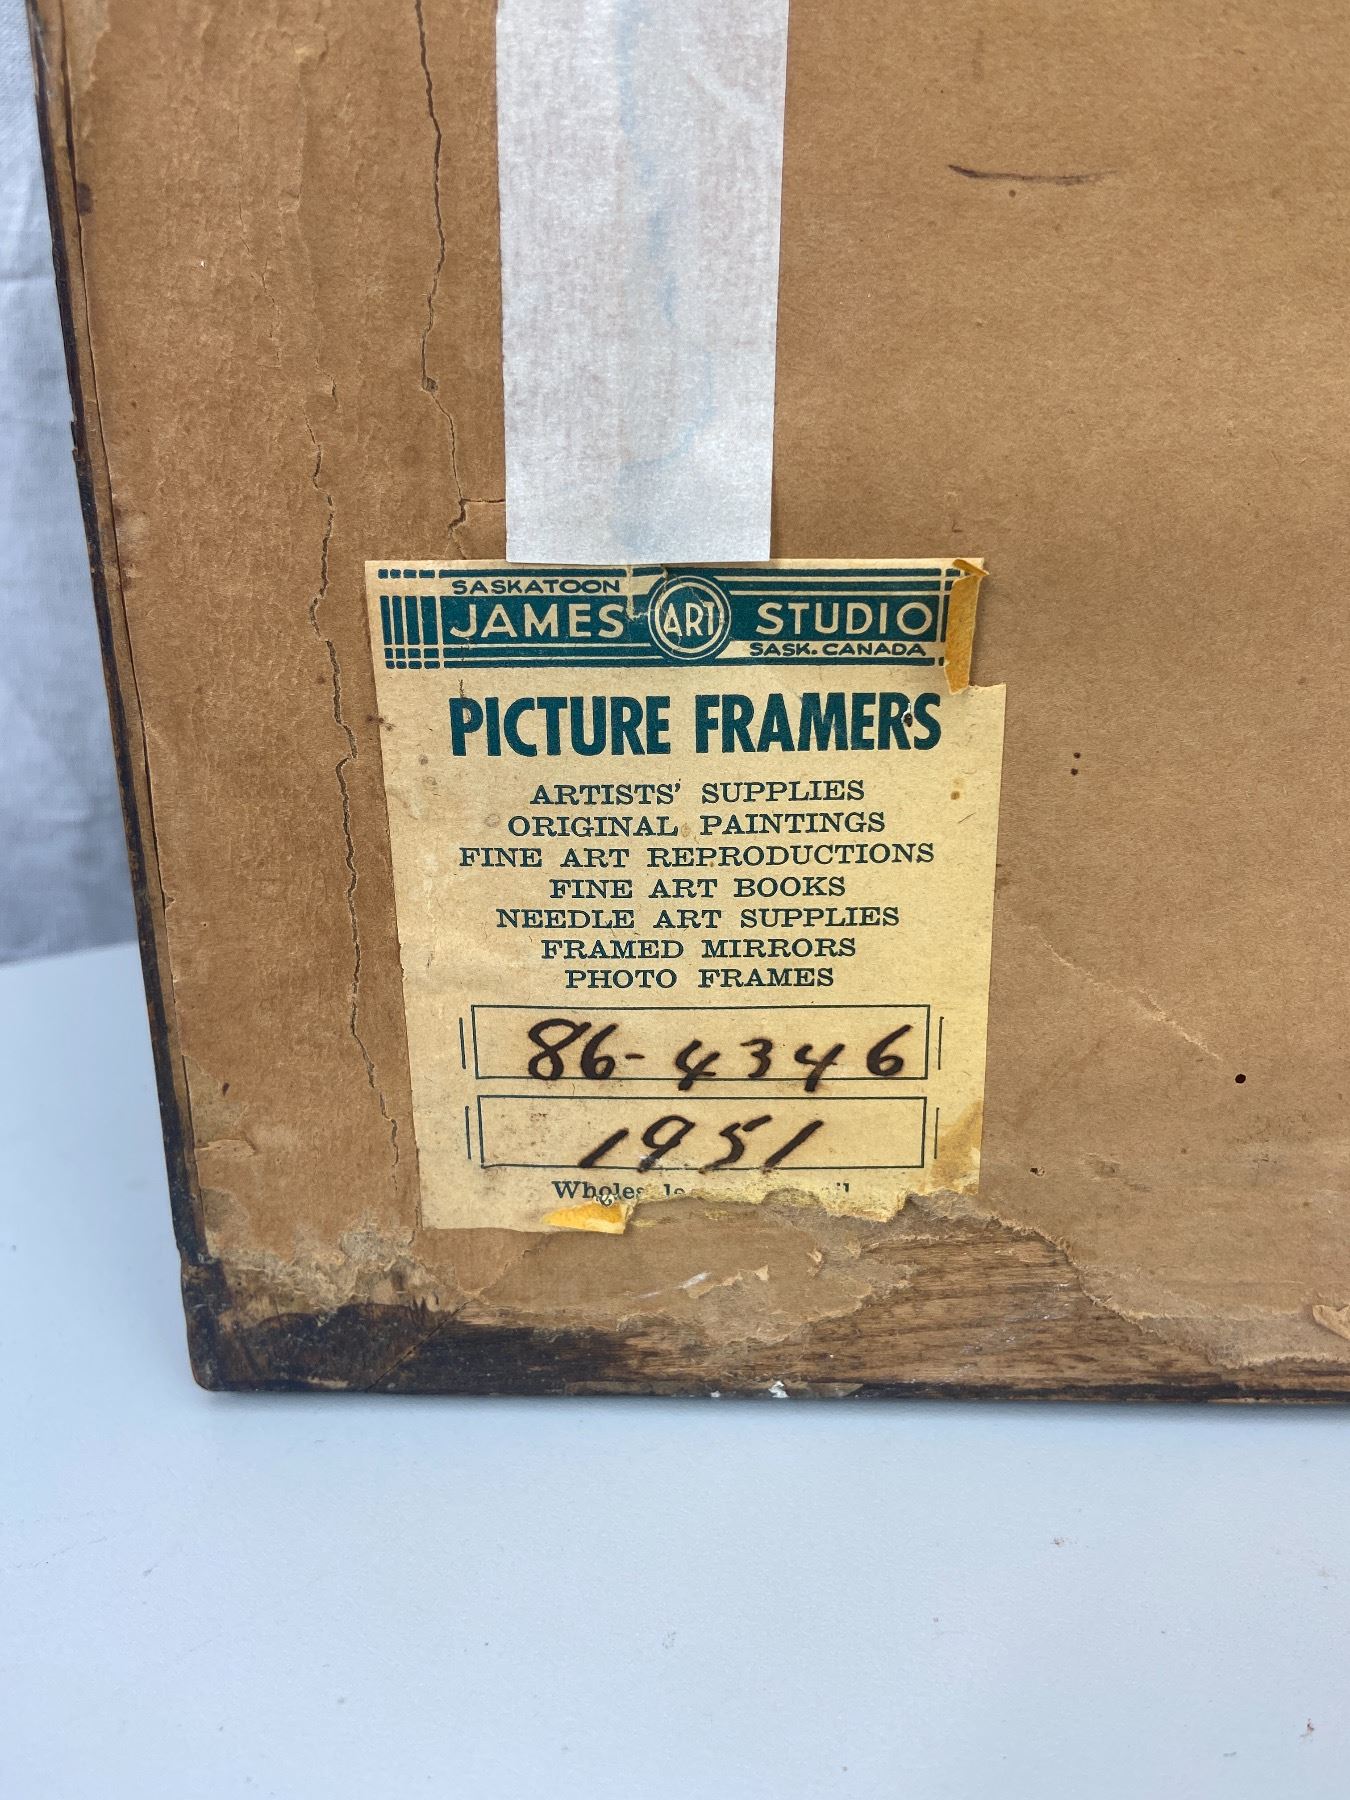 SASKATOON
JAMES ART STUDIO
SASK. CANADA
PICTURE FRAMERS
ARTISTS' SUPPLIES
ORIGINAL PAINTINGS
FINE ART REPRODUCTIONS
FINE ART BOOKS
NEEDLE ART SUPPLIES
FRAMED MIRRORS
PHOTO FRAMES
86-4346
1951